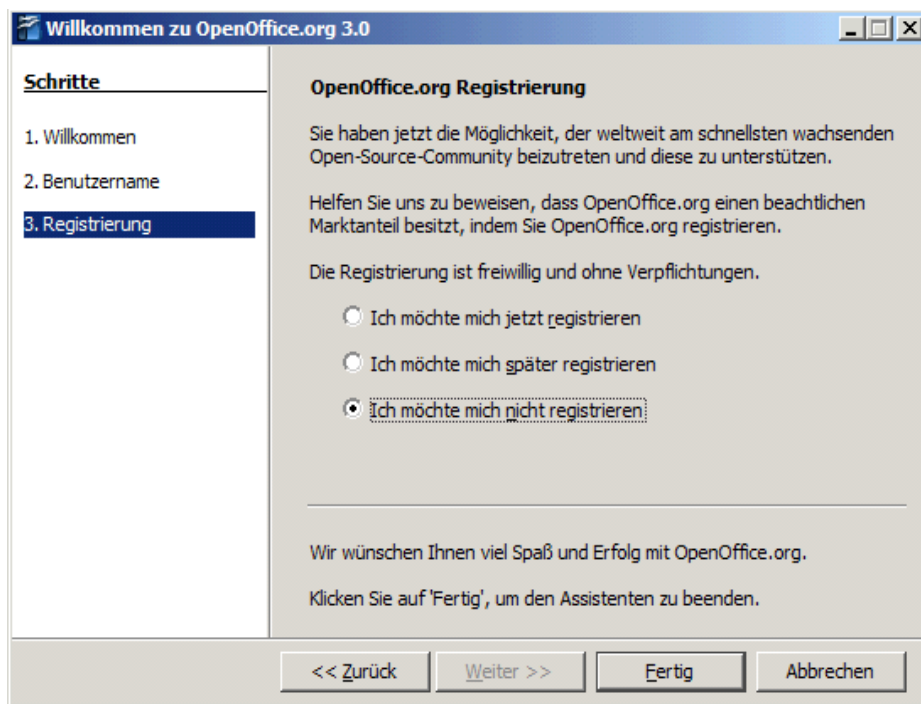 Willkommen zu OpenOffice.org 3.0
Schritte
1. Willkommen
2. Benutzername
3. Registrierung
OpenOffice.org Registrierung
Sie haben jetzt die Möglichkeit, der weltweit am schnellsten wachsenden
Open-Source-Community beizutreten und diese zu unterstützen.
Helfen Sie uns zu beweisen, dass OpenOffice.org einen beachtlichen
Marktanteil besitzt, indem Sie OpenOffice.org registrieren.
Die Registrierung ist freiwillig und ohne Verpflichtungen.
Ich möchte mich jetzt registrieren
Ich möchte mich später registrieren
Ich möchte mich nicht registrieren
Wir wünschen Ihnen viel Spaß und Erfolg mit OpenOffice.org.
Klicken Sie auf 'Fertig', um den Assistenten zu beenden.
<< Zurück Weiter >> Fertig Abbrechen